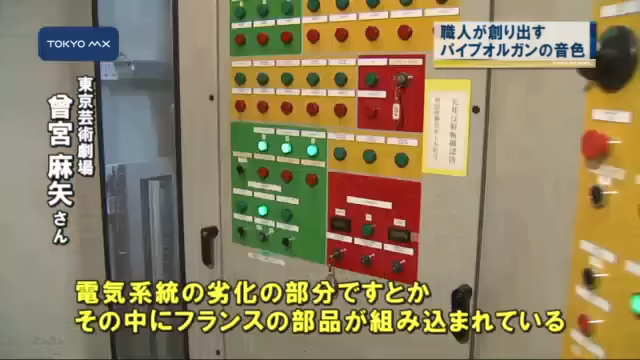 TOKYO MX
職人が創り出す
パイプオルガンの音色
東京芸術劇場
曾宮 麻矢さん
電気系統の劣化の部分ですとか
その中にフランスの部品が組み込まれている